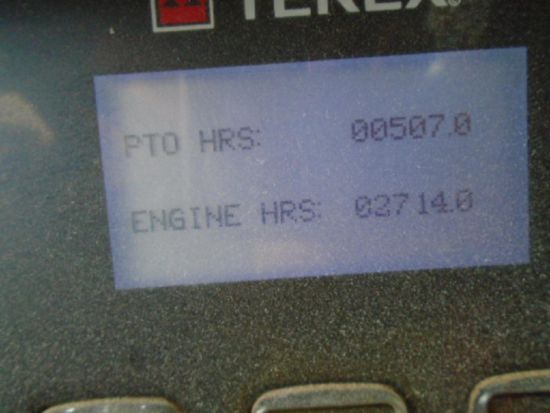 TEREX®
PTO HRS: 00507.0
ENGINE HRS: 02714.0